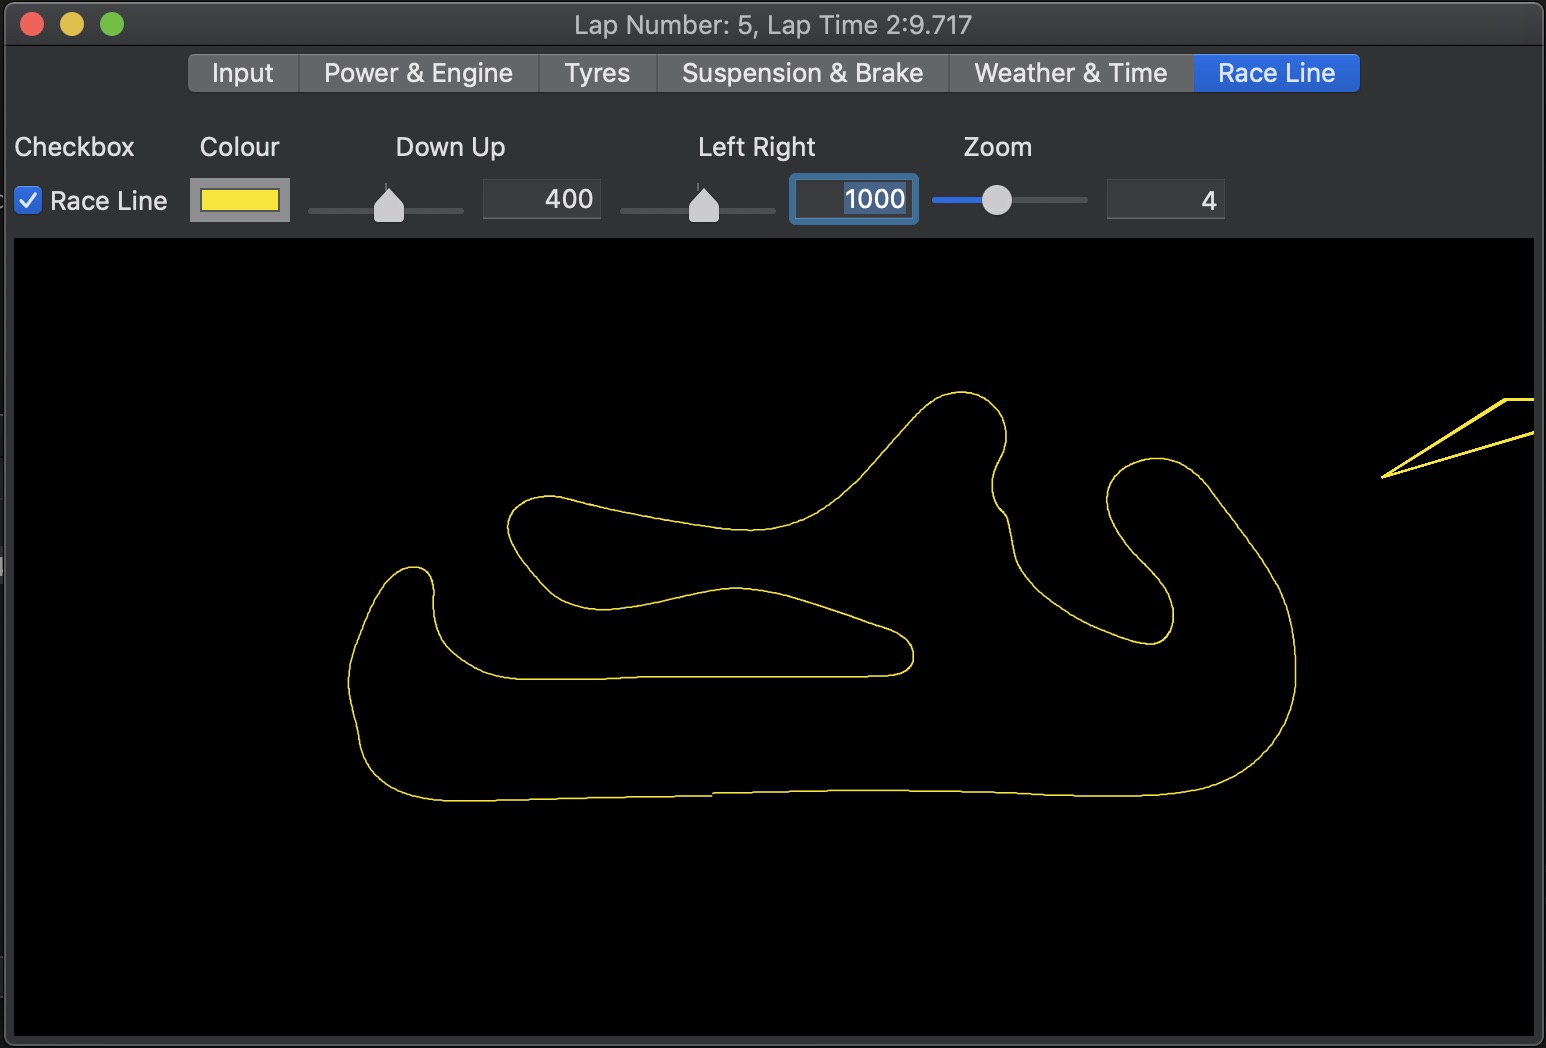 Lap Number: 5, Lap Time 2:9.717
Input Power & Engine Tyres Suspension & Brake Weather & Time Race Line
Checkbox Colour Down Up Left Right Zoom
Race Line 400 1000 4